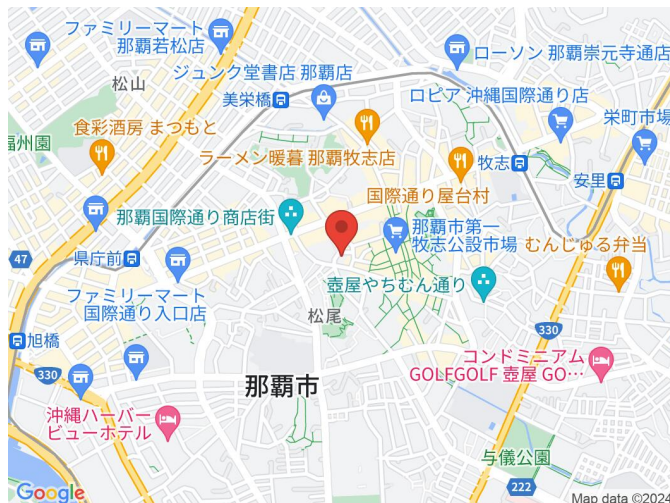 ファミリーマート
那覇若松店
松山
ジュンク堂書店 那覇店
美栄橋
ローソン 那覇崇元寺通店
ロピア 沖縄国際通り店
栄町市場
福州園
食彩酒房 まつもと
ラーメン暖暮 那覇牧志店
牧志
安里
国際通り屋台村
那覇国際通り商店街
那覇市第一
牧志公設市場
むんじゅる弁当
県庁前
47
壺屋やちむん通り
ファミリーマート
国際通り入口店
松尾
旭橋
330
330
コンドミニアム
GOLFGOLF 壺屋 GO…
那覇市
沖縄ハーバー
ビューホテル
与儀公園
222
Google
Map data ©2024